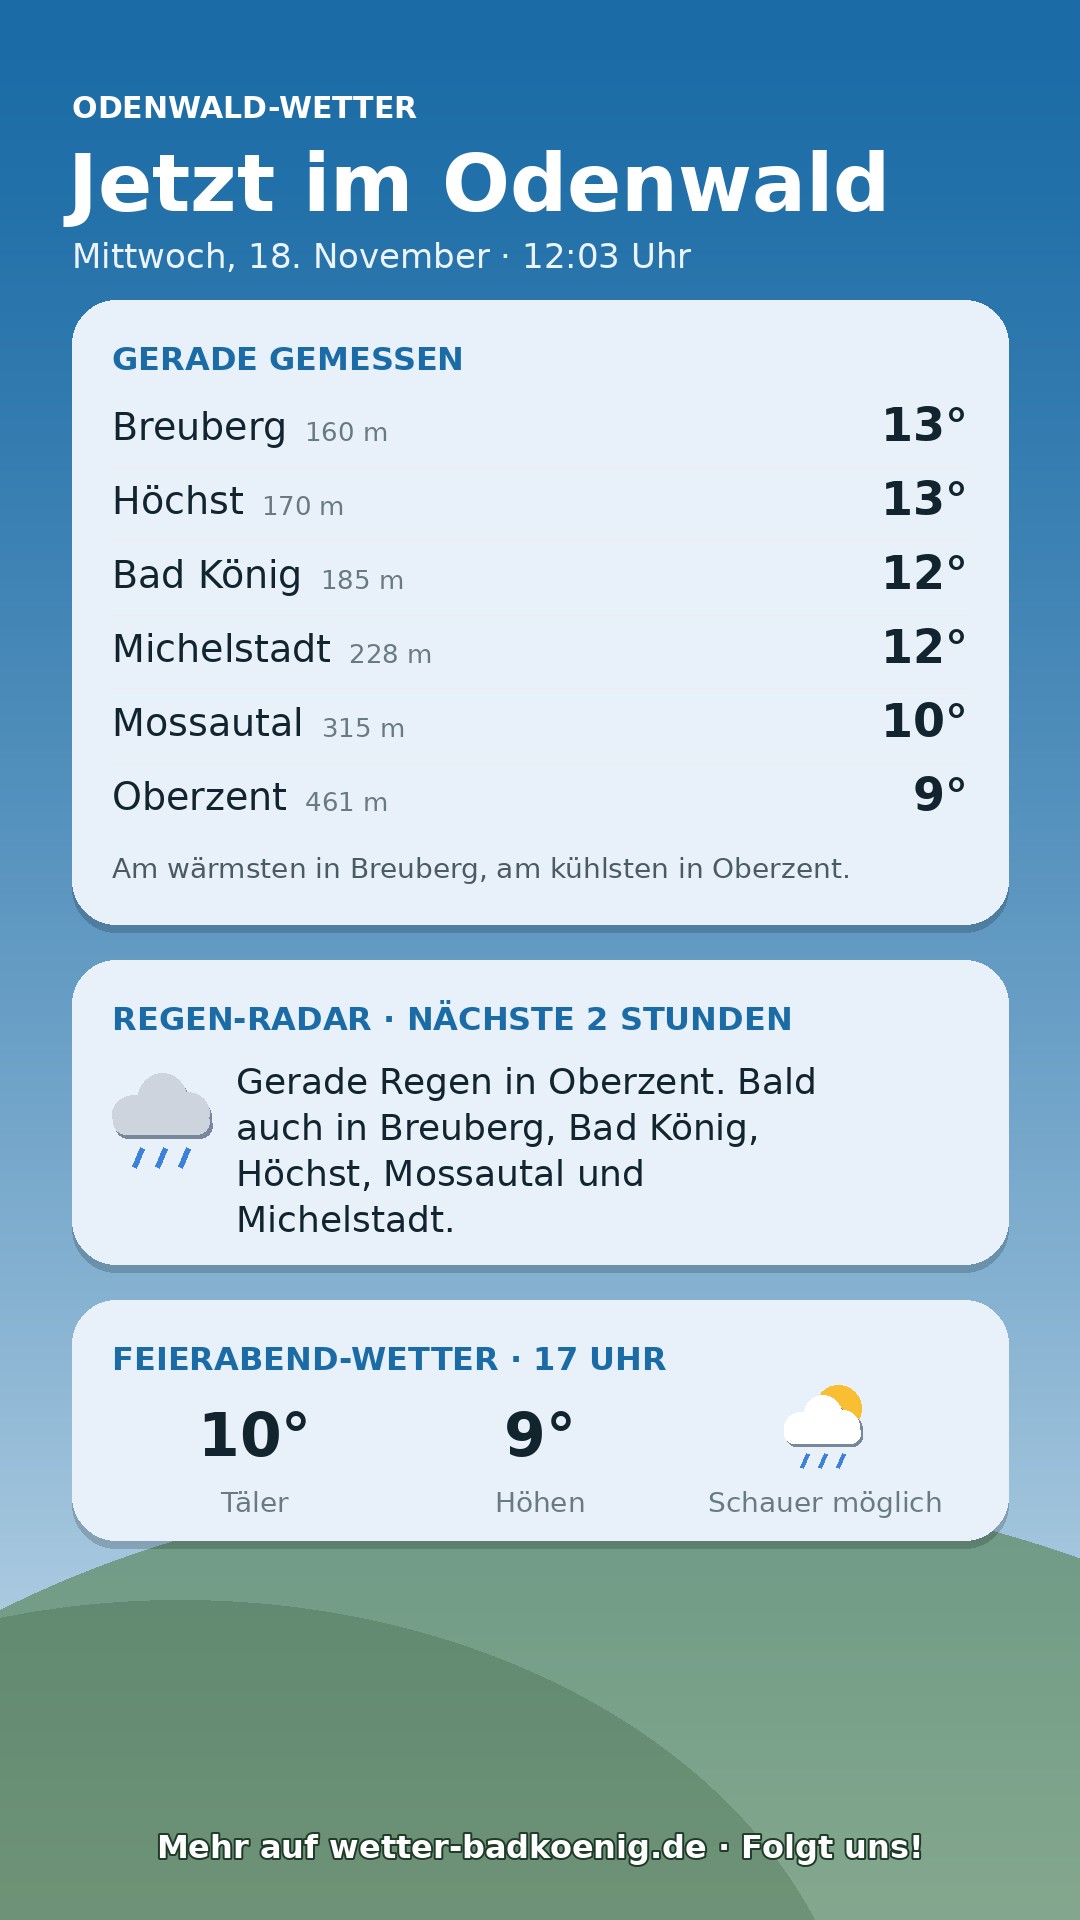 ODENWALD-WETTER
Jetzt im Odenwald
Mittwoch, 18. November · 12:03 Uhr
GERADE GEMESSEN
Breuberg 160 m 13°
Höchst 170 m 13°
Bad König 185 m 12°
Michelstadt 228 m 12°
Mossautal 315 m 10°
Oberzent 461 m 9°
Am wärmsten in Breuberg, am kühlsten in Oberzent.
REGEN-RADAR · NÄCHSTE 2 STUNDEN
Gerade Regen in Oberzent. Bald
auch in Breuberg, Bad König,
Höchst, Mossautal und
Michelstadt.
FEIERABEND-WETTER · 17 UHR
10° 9°
Täler Höhen Schauer möglich
Mehr auf wetter-badkoenig.de · Folgt uns!